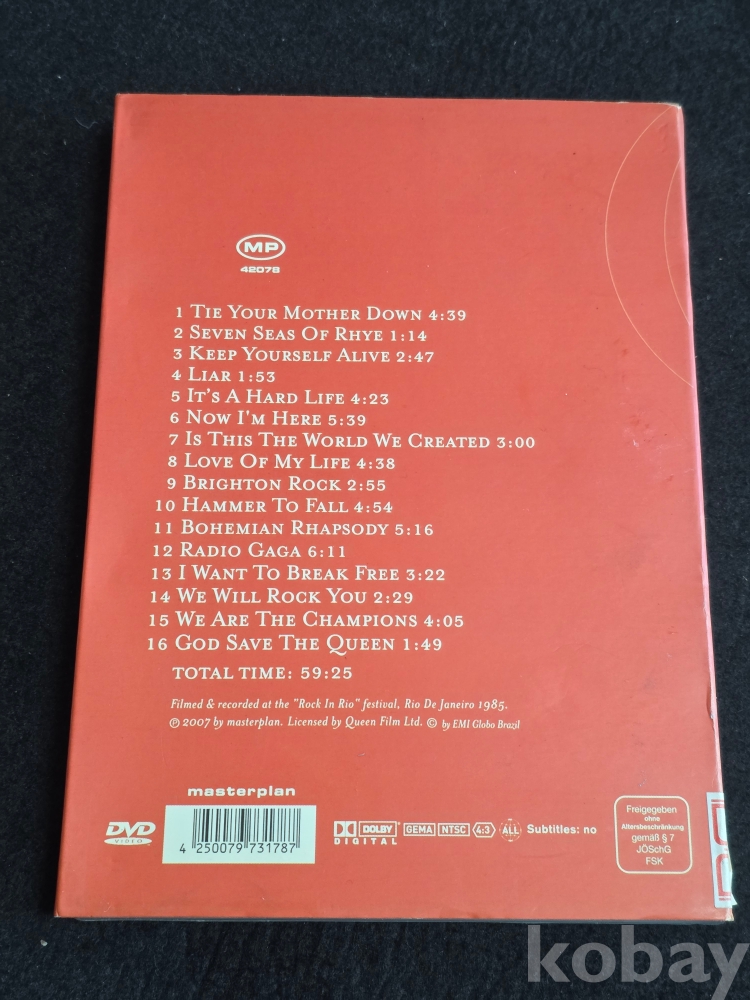 MP
42078
1 Tie Your Mother Down 4:39
2 Seven Seas Of Rhye 1:14
3 Keep Yourself Alive 2:47
4 Liar 1:53
5 It's A Hard Life 4:23
6 Now I'm Here 5:39
7 Is This The World We Created 3:00
8 Love Of My Life 4:38
9 Brighton Rock 2:55
10 Hammer To Fall 4:54
11 Bohemian Rhapsody 5:16
12 Radio Gaga 6:11
13 I Want To Break Free 3:22
14 We Will Rock You 2:29
15 We Are The Champions 4:05
16 God Save The Queen 1:49
TOTAL TIME: 59:25
Filmed & recorded at the "Rock In Rio" festival, Rio De Janeiro 1985.
℗ 2007 by masterplan. Licensed by Queen Film Ltd. © by EMI Globo Brazil
masterplan
DVD VIDEO
4 250079 731787
DOLBY DIGITAL GEMA NTSC 4:3 ALL Subtitles: no
Freigegeben
ohne
Altersbeschränkung
gemäß § 7
JÖSchG
FSK
kobay